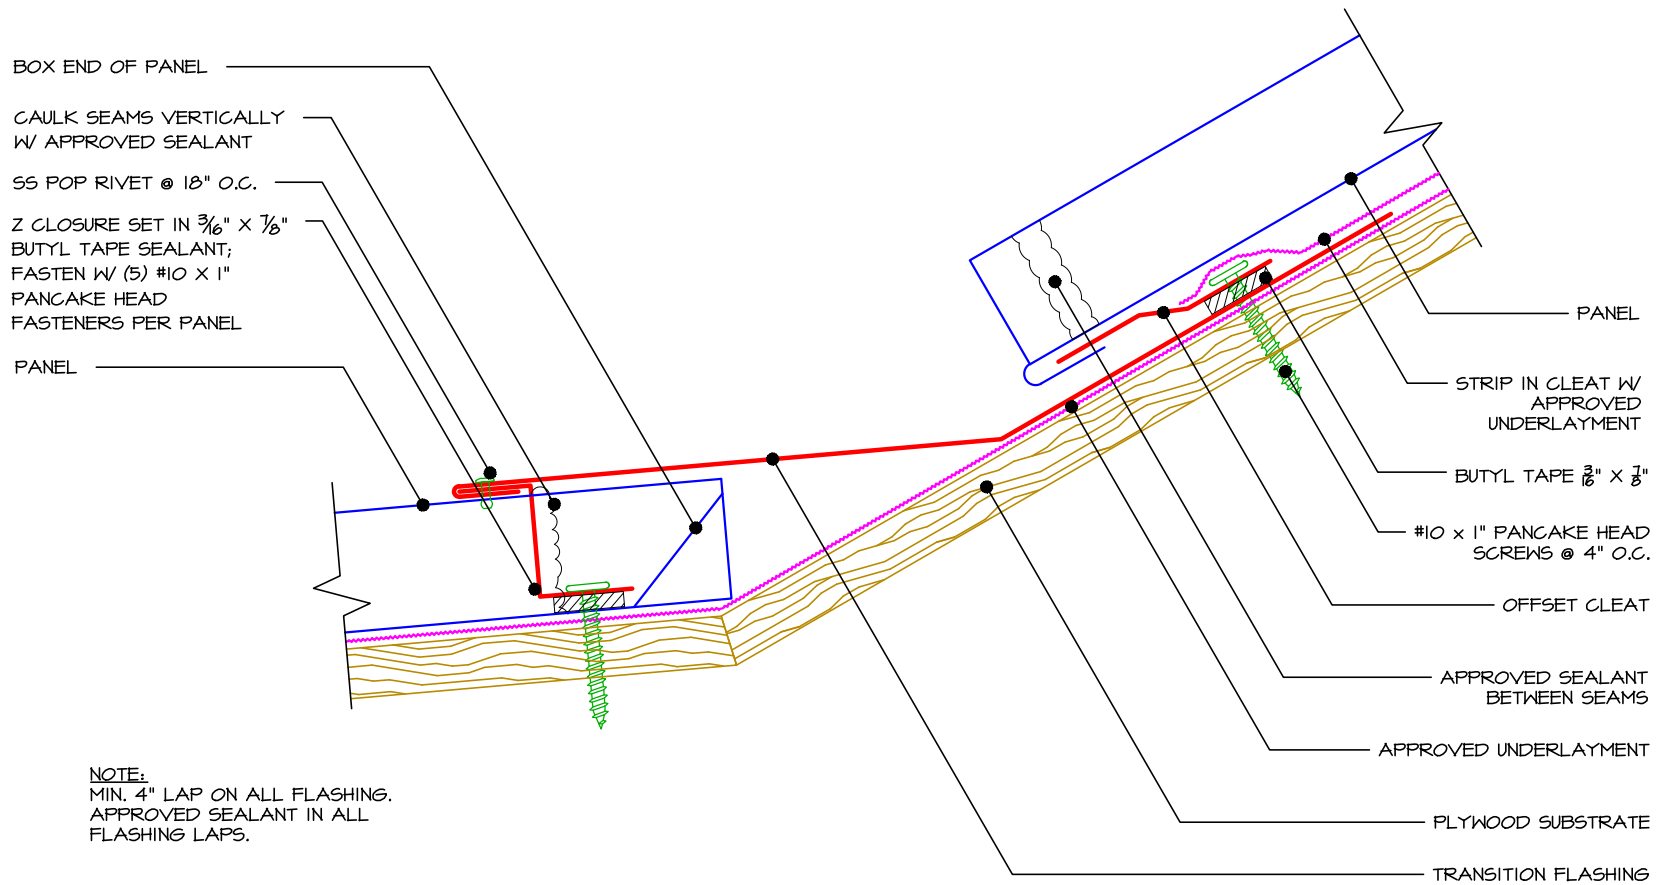 BOX END OF PANEL
CAULK SEAMS VERTICALLY
W/ APPROVED SEALANT
SS POP RIVET @ 18" O.C.
Z CLOSURE SET IN 3/16" X 7/8"
BUTYL TAPE SEALANT;
FASTEN W/ (5) #10 X 1"
PANCAKE HEAD
FASTENERS PER PANEL
PANEL
NOTE:
MIN. 4" LAP ON ALL FLASHING.
APPROVED SEALANT IN ALL
FLASHING LAPS.
PANEL
STRIP IN CLEAT W/
APPROVED
UNDERLAYMENT
BUTYL TAPE 3/16" X 7/8"
#10 x 1" PANCAKE HEAD
SCREWS @ 4" O.C.
OFFSET CLEAT
APPROVED SEALANT
BETWEEN SEAMS
APPROVED UNDERLAYMENT
PLYWOOD SUBSTRATE
TRANSITION FLASHING